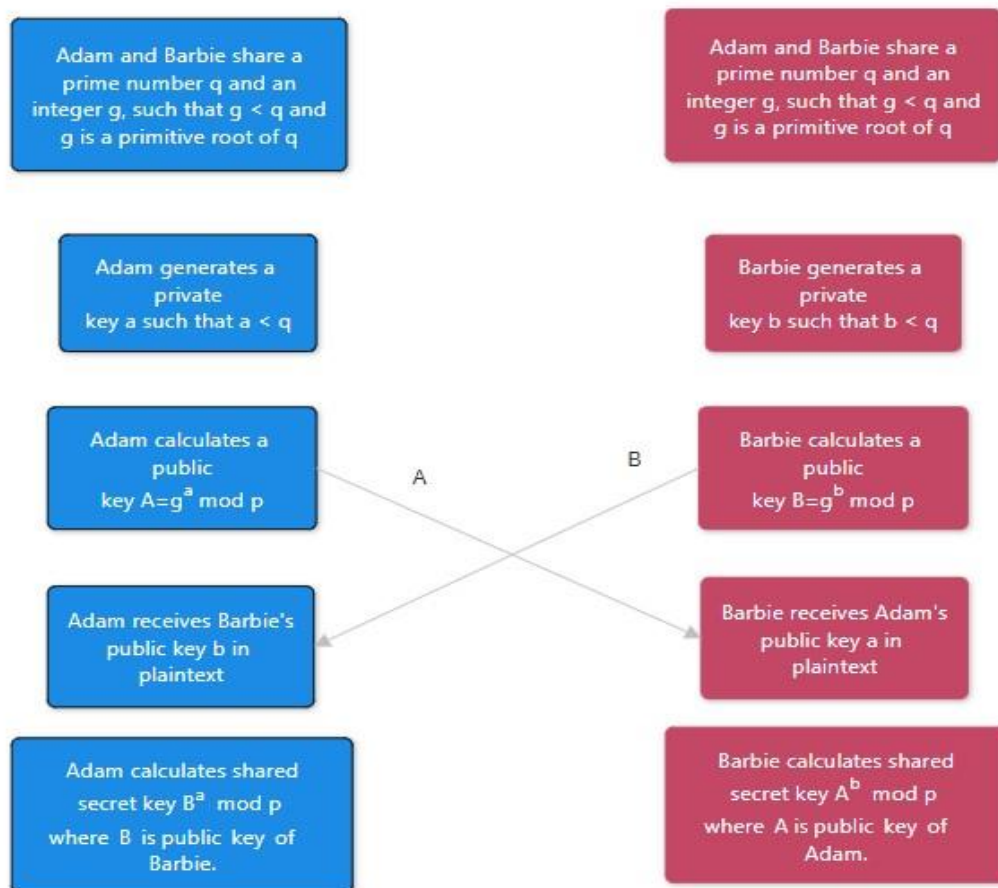 Adam and Barbie share a
prime number q and an
integer g, such that g < q and
g is a primitive root of q
Adam and Barbie share a
prime number q and an
integer g, such that g < q and
g is a primitive root of q
Adam generates a
private
key a such that a < q
Barbie generates a
private
key b such that b < q
Adam calculates a
public
key A=g^a mod p
A
B
Barbie calculates a
public
key B=g^b mod p
Adam receives Barbie's
public key b in
plaintext
Barbie receives Adam's
public key a in
plaintext
Adam calculates shared
secret key B^a mod p
where B is public key of
Barbie.
Barbie calculates shared
secret key A^b mod p
where A is public key of
Adam.